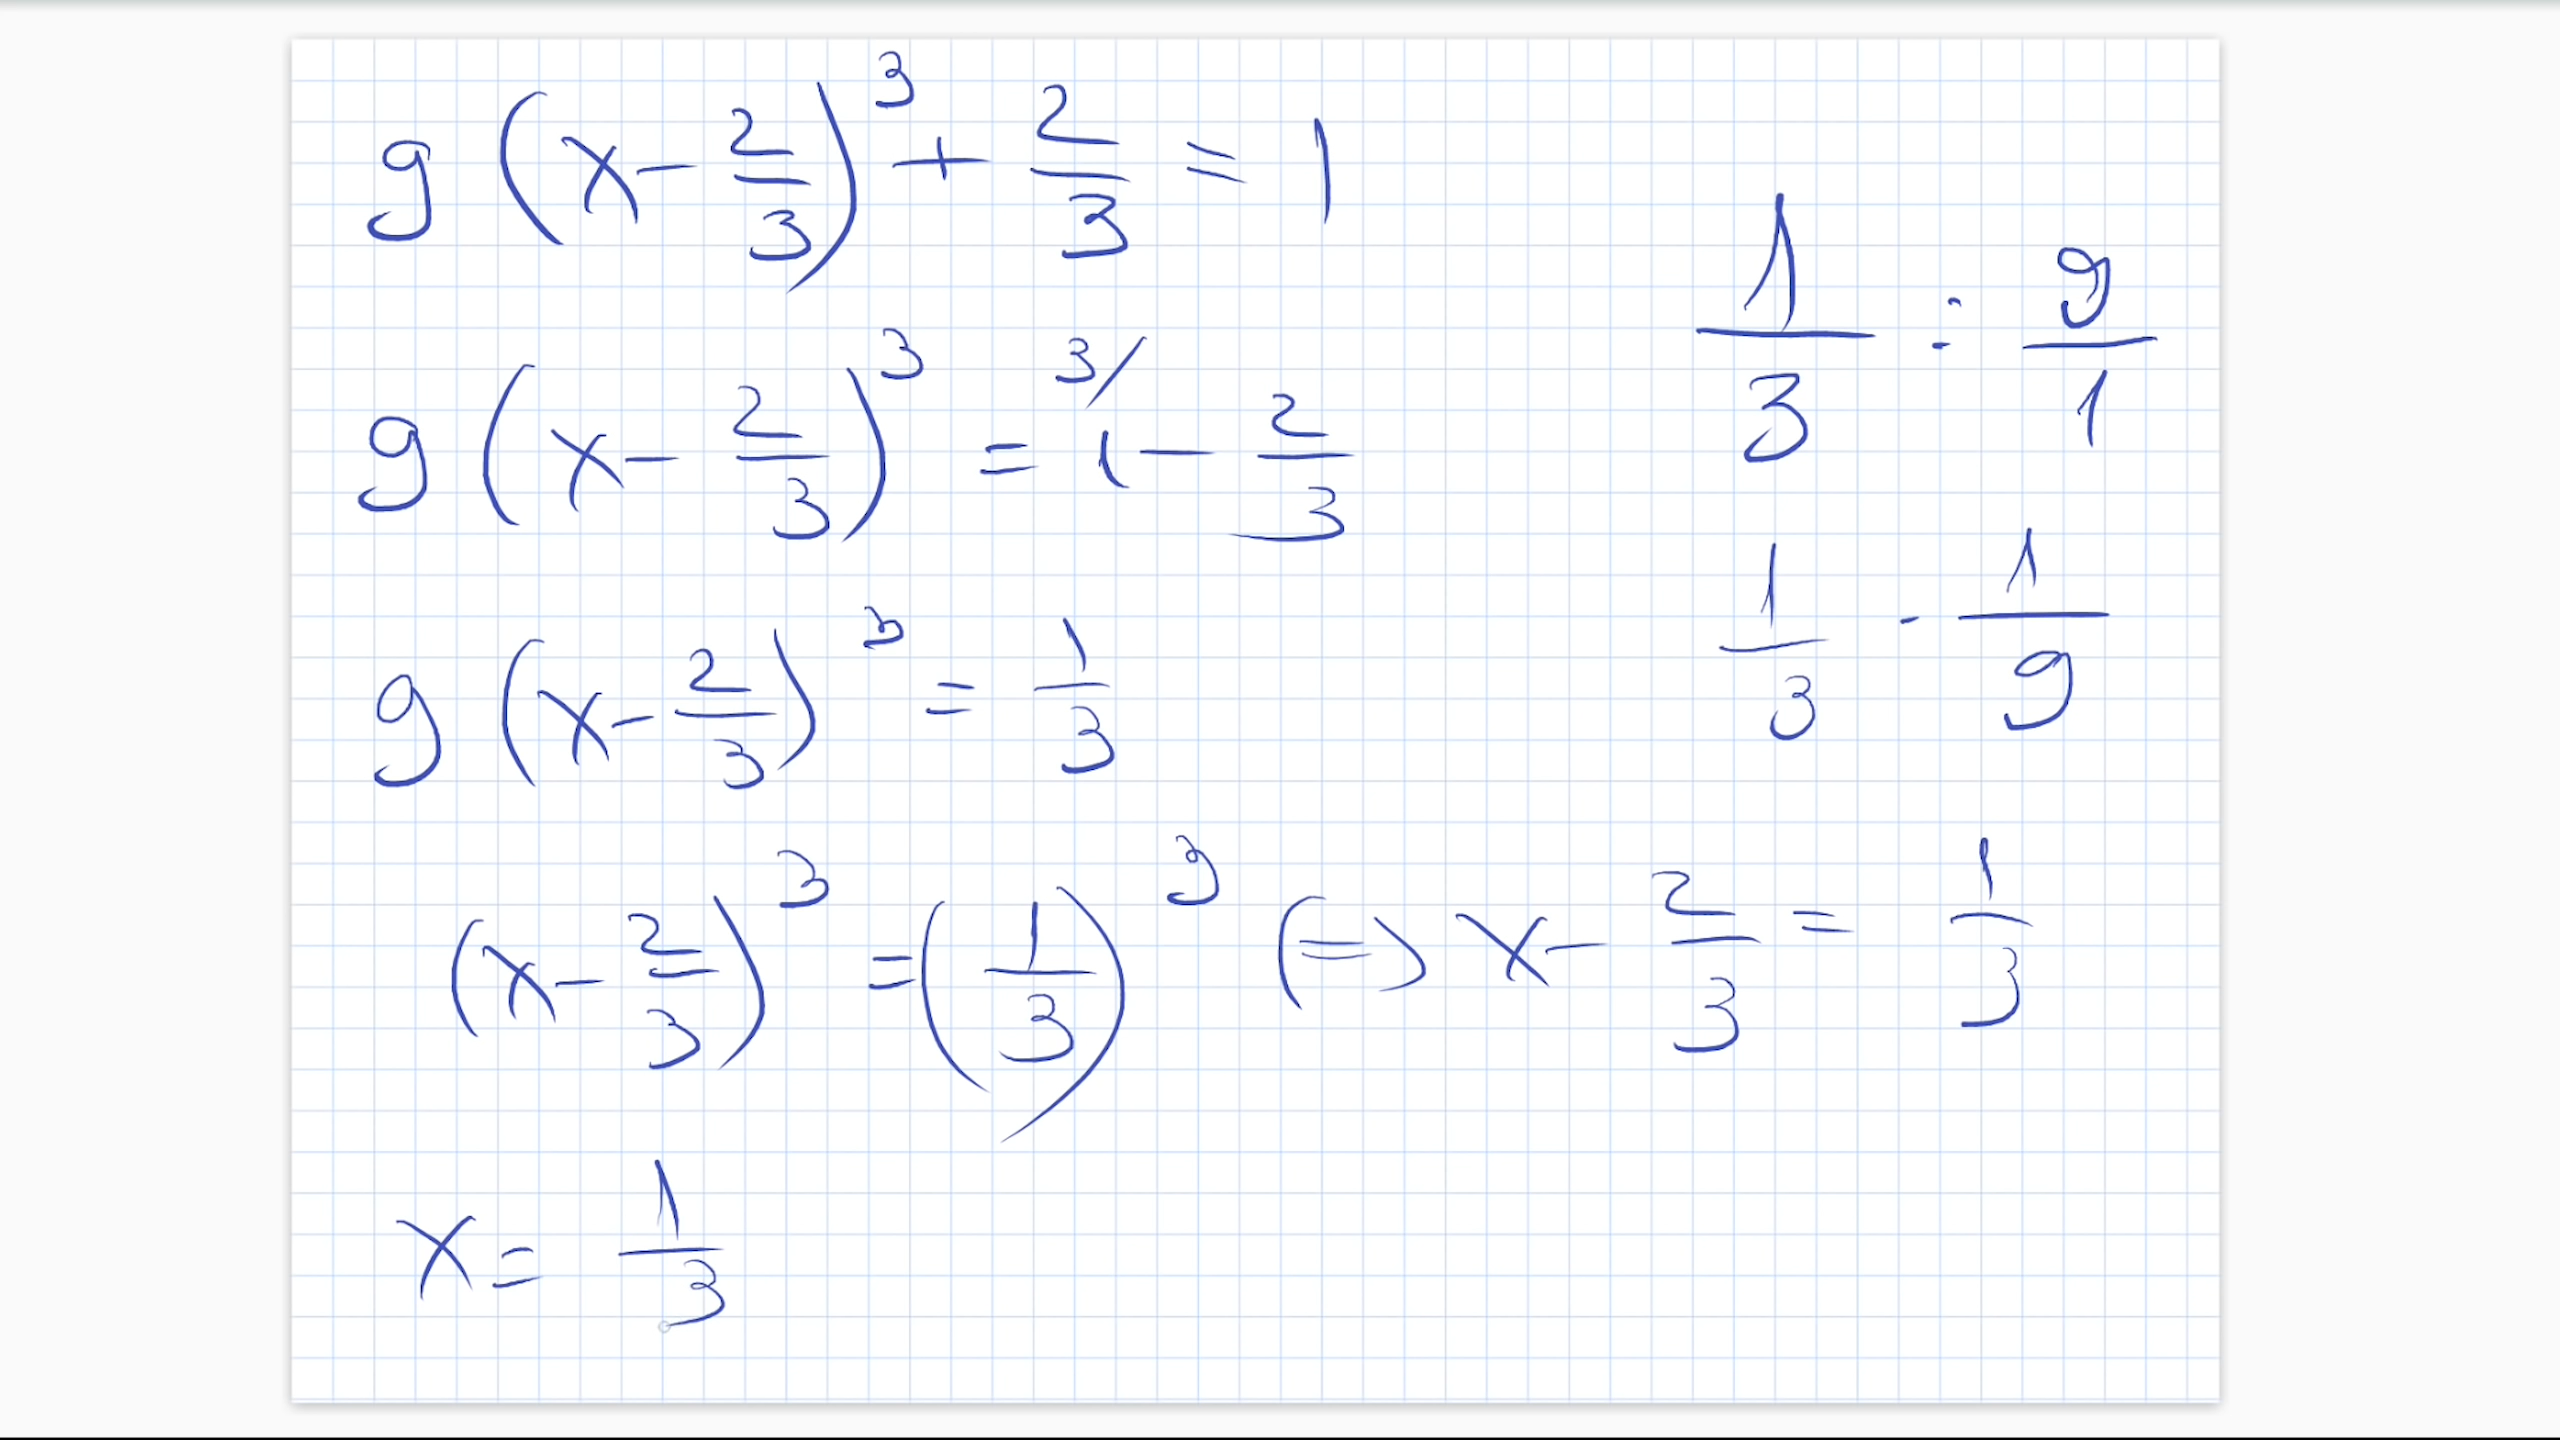 9 (x - 2/3)^3 + 2/3 = 1
9 (x - 2/3)^3 = 3/ 1 - 2/3
9 (x - 2/3)^3 = 1/3
1/3 : 9/1
1/3 · 1/9
(x - 2/3)^3 = (1/3)^3 (=) x - 2/3 = 1/3
x = 1/3